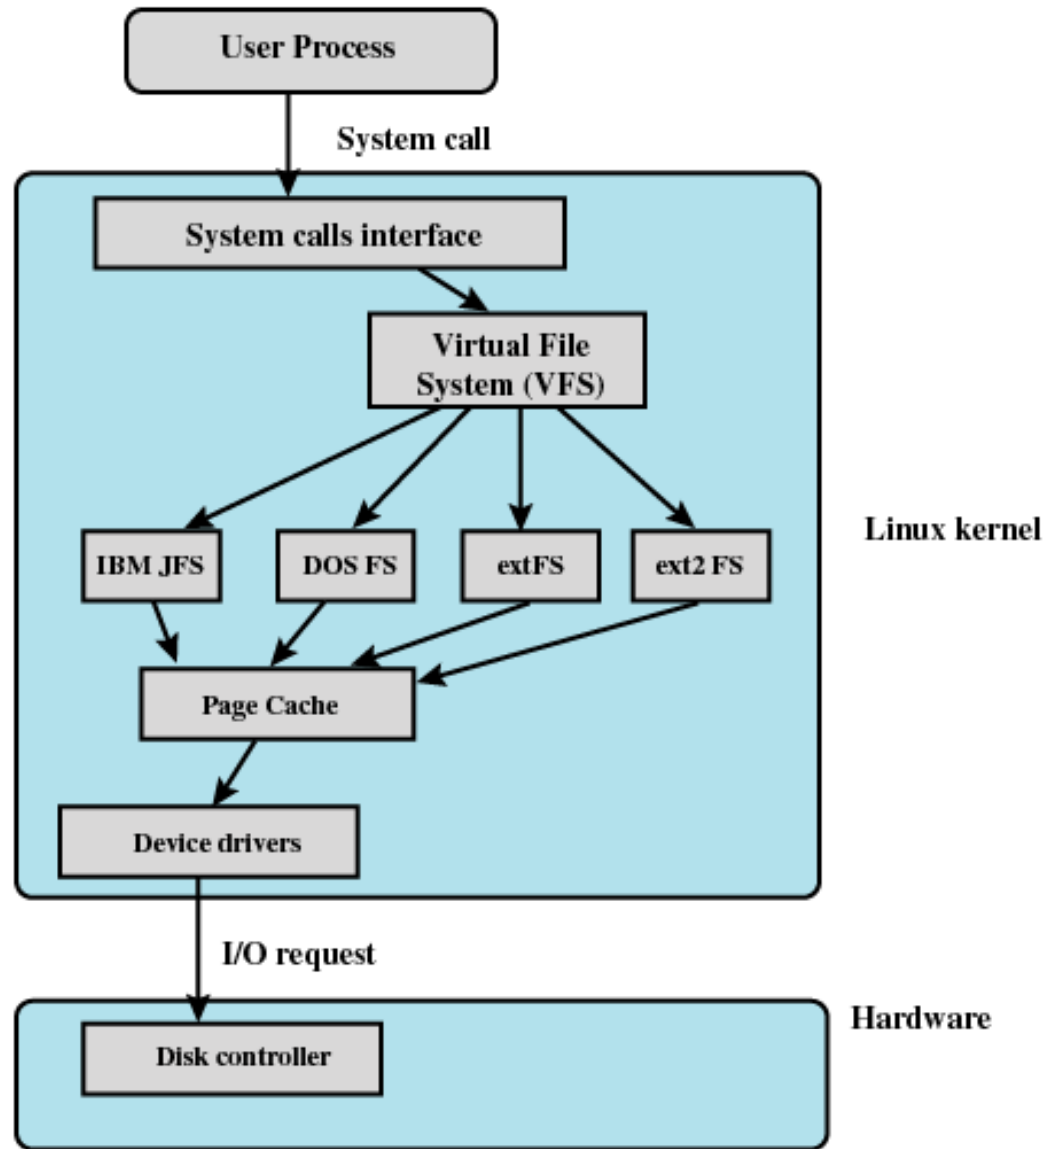 User Process
System call
System calls interface
Virtual File
System (VFS)
Linux kernel
IBM JFS
DOS FS
extFS
ext2 FS
Page Cache
Device drivers
I/O request
Hardware
Disk controller